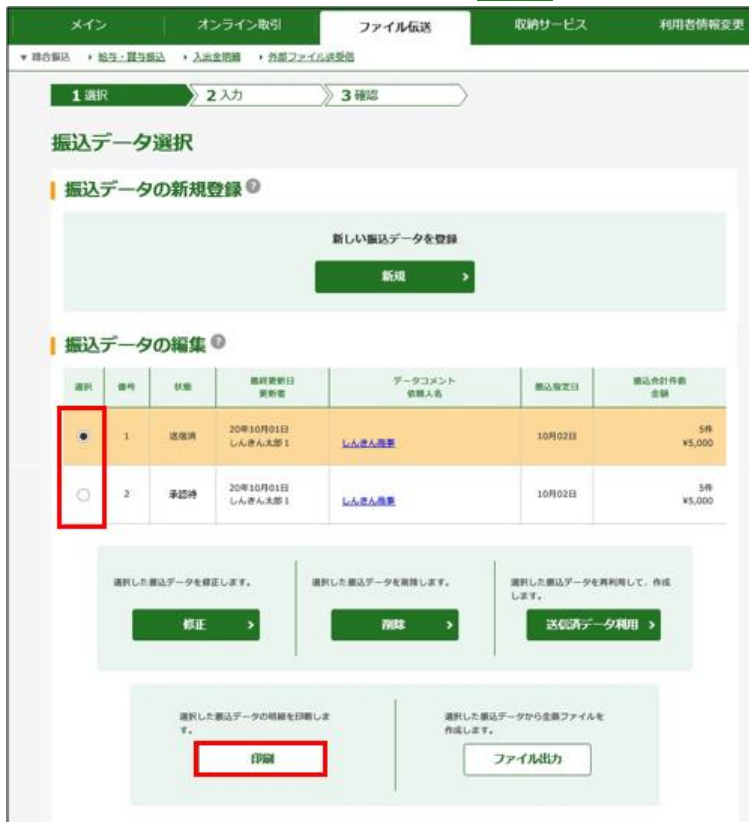 メイン オンライン取引 ファイル伝送 収納サービス 利用者情報変更
総合振込 給与・賞与振込 入出金明細 外部ファイル送受信
1 選択 2 入力 3 確認
振込データ選択
振込データの新規登録
新しい振込データを登録
新規
振込データの編集
選択 番号 状態 最終更新日 データコメント 振込指定日 振込合計件数
更新者 依頼人名 金額
1 送信済 20年10月01日 しんきん商事 10月02日 5件
しんきん太郎1 ¥5,000
2 承認待 20年10月01日 しんきん商事 10月02日 5件
しんきん太郎1 ¥5,000
選択した振込データを修正します。 選択した振込データを削除します。 選択した振込データを再利用して、作成
します。
修正 削除 送信済データ利用
選択した振込データの明細を印刷しま 選択した振込データから全銀ファイルを
す。 作成します。
印刷 ファイル出力